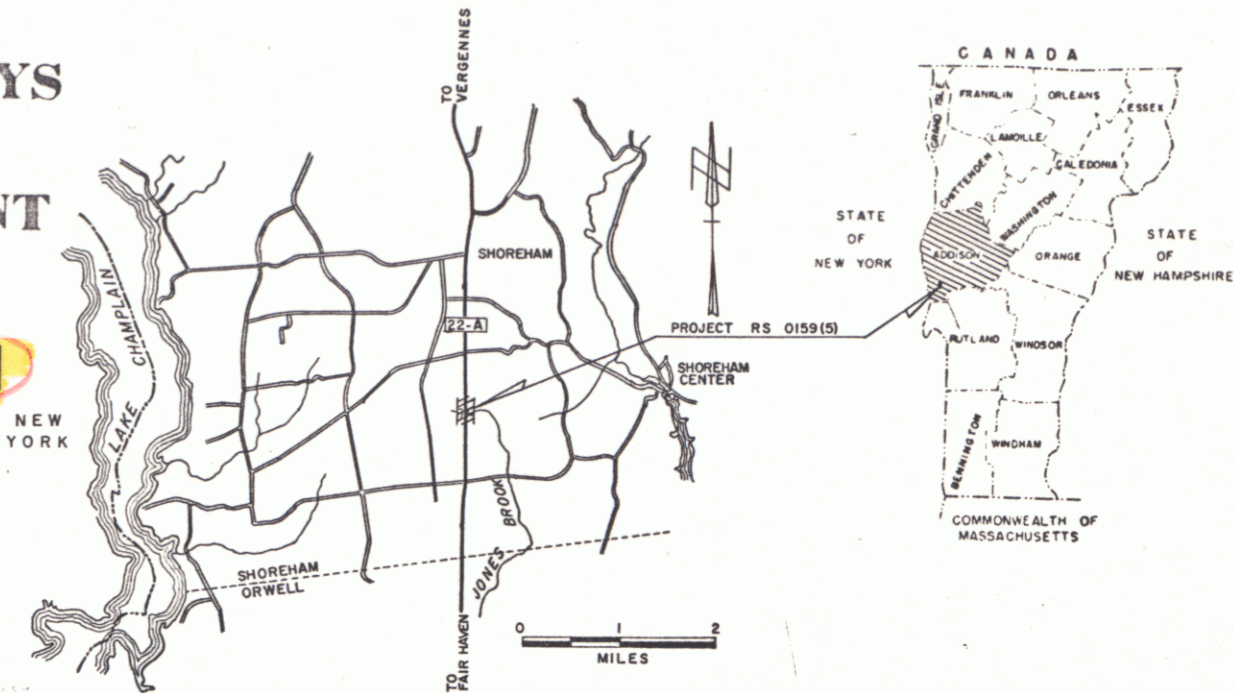 YS
NT
NEW
YORK
LAKE CHAMPLAIN
TO
VERGENNES
SHOREHAM
22-A
PROJECT RS 0159(5)
SHOREHAM
CENTER
JONES BROOK
SHOREHAM
ORWELL
TO
FAIR HAVEN
0 1 2
MILES
CANADA
GRAND ISLE
FRANKLIN
ORLEANS
ESSEX
LAMOILLE
CALEDONIA
CHITTENDEN
WASHINGTON
STATE
OF
NEW YORK
ADDISON
ORANGE
STATE
OF
NEW HAMPSHIRE
RUTLAND
WINDSOR
BENNINGTON
WINDHAM
COMMONWEALTH OF
MASSACHUSETTS